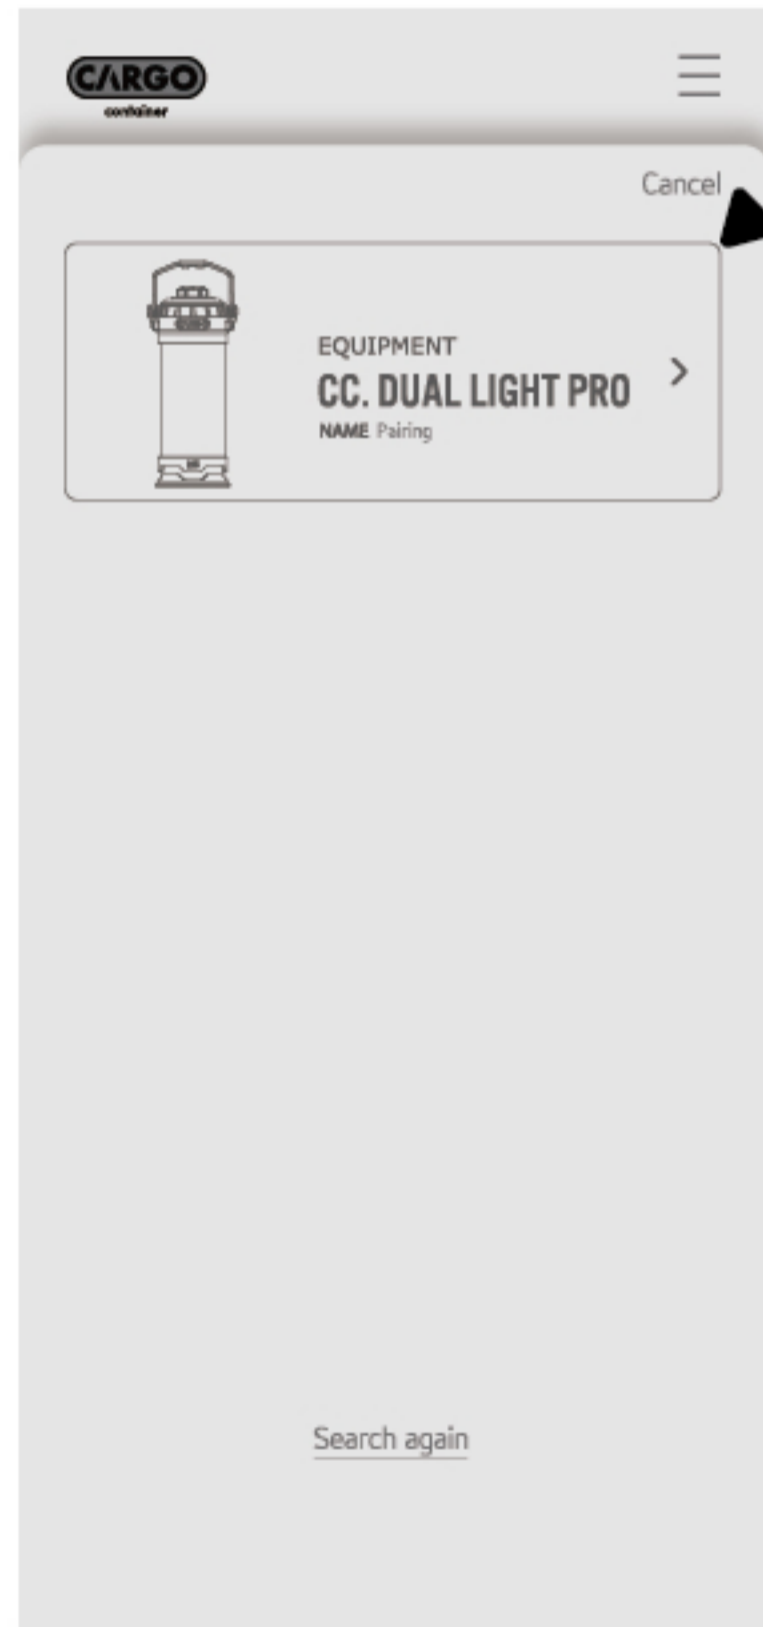 CARGO
container
Cancel
EQUIPMENT
CC. DUAL LIGHT PRO
NAME Pairing
Search again